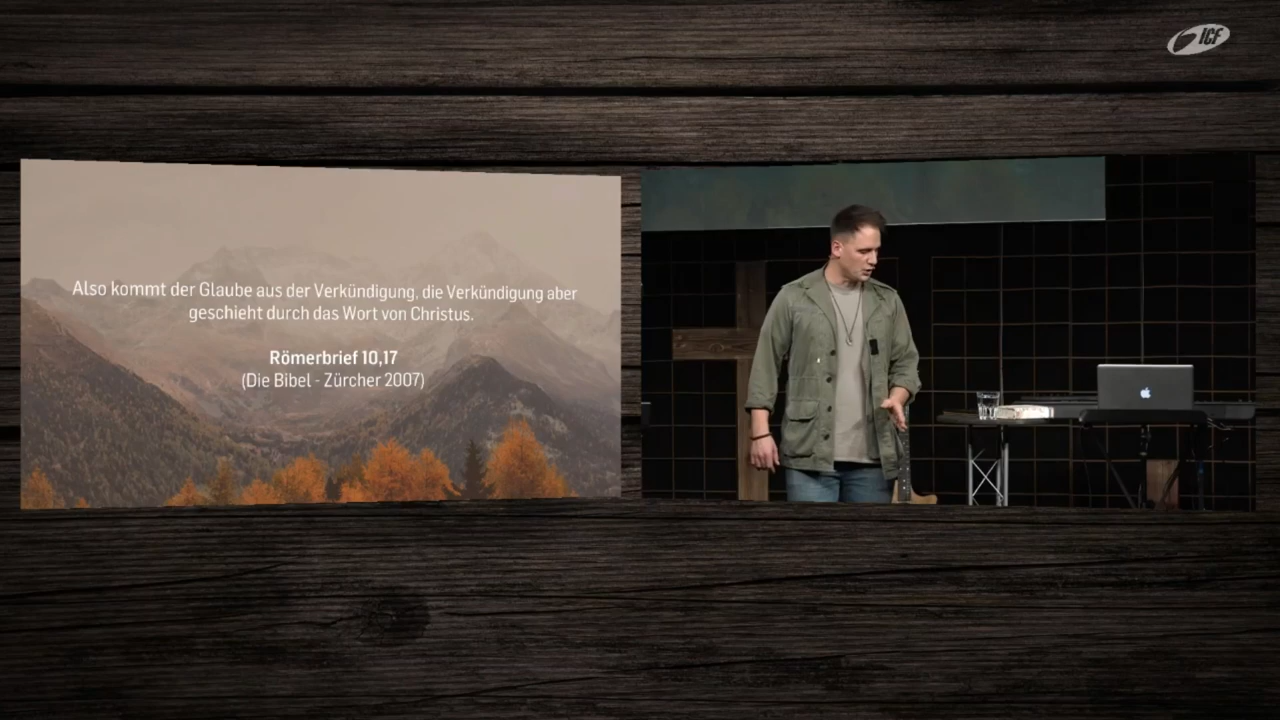 ICF
Also kommt der Glaube aus der Verkündigung, die Verkündigung aber
geschieht durch das Wort von Christus.
Römerbrief 10,17
(Die Bibel - Zürcher 2007)